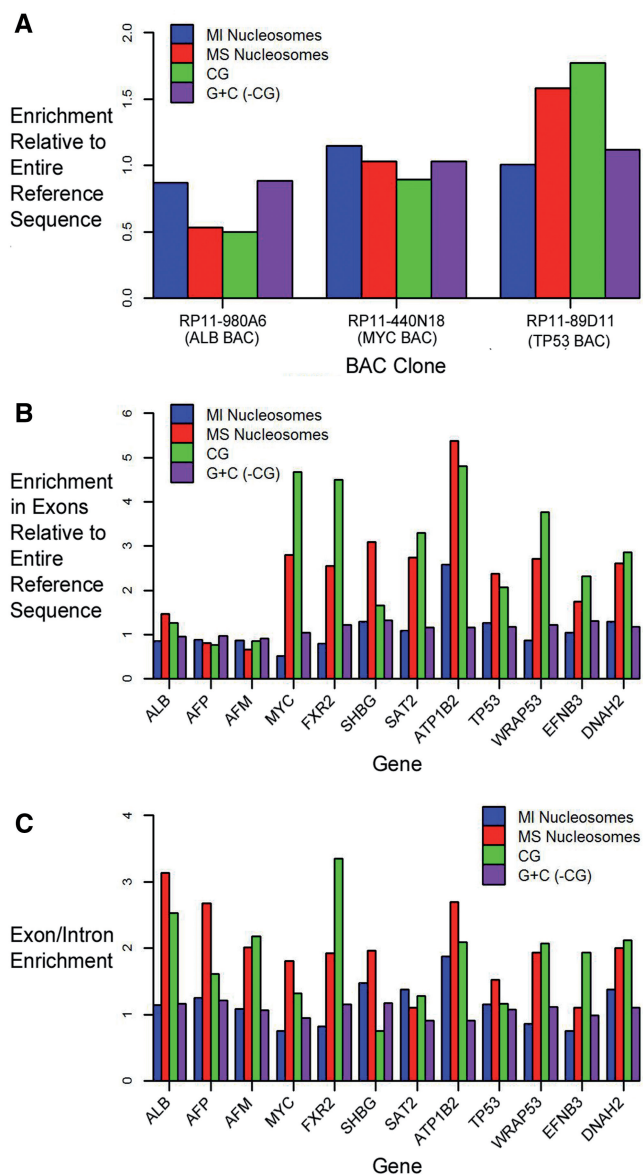 A
2.0
1.5
1.0
0.5
0.0
MI Nucleosomes
MS Nucleosomes
CG
G+C (-CG)
Enrichment
Relative to
Entire
Reference
Sequence
RP11-980A6
(ALB BAC)
RP11-440N18
(MYC BAC)
RP11-89D11
(TP53 BAC)
BAC Clone
B
6
5
4
3
2
1
0
MI Nucleosomes
MS Nucleosomes
CG
G+C (-CG)
Enrichment
in Exons
Relative to
Entire
Reference
Sequence
ALB
AFP
AFM
MYC
FXR2
SHBG
SAT2
ATP1B2
TP53
WRAP53
EFNB3
DNAH2
Gene
C
4
3
2
1
0
MI Nucleosomes
MS Nucleosomes
CG
G+C (-CG)
Exon/Intron
Enrichment
ALB
AFP
AFM
MYC
FXR2
SHBG
SAT2
ATP1B2
TP53
WRAP53
EFNB3
DNAH2
Gene